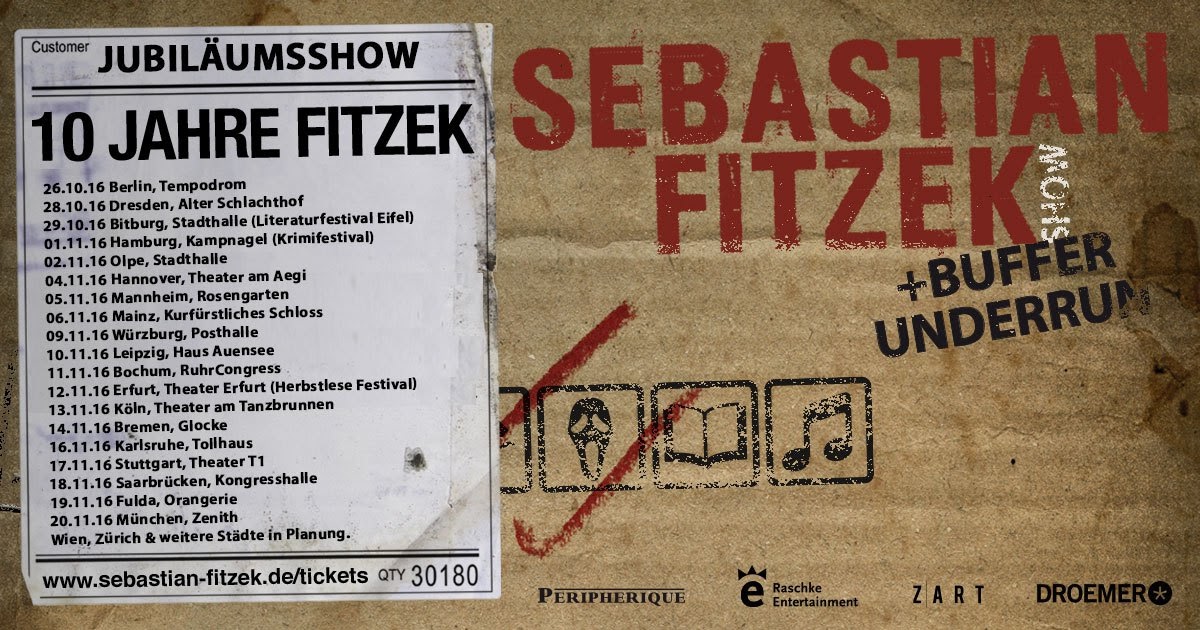 Customer JUBILÄUMSSHOW
10 JAHRE FITZEK
26.10.16 Berlin, Tempodrom
28.10.16 Dresden, Alter Schlachthof
29.10.16 Bitburg, Stadthalle (Literaturfestival Eifel)
01.11.16 Hamburg, Kampnagel (Krimifestival)
02.11.16 Olpe, Stadthalle
04.11.16 Hannover, Theater am Aegi
05.11.16 Mannheim, Rosengarten
06.11.16 Mainz, Kurfürstliches Schloss
09.11.16 Würzburg, Posthalle
10.11.16 Leipzig, Haus Auensee
11.11.16 Bochum, RuhrCongress
12.11.16 Erfurt, Theater Erfurt (Herbstlese Festival)
13.11.16 Köln, Theater am Tanzbrunnen
14.11.16 Bremen, Glocke
16.11.16 Karlsruhe, Tollhaus
17.11.16 Stuttgart, Theater T1
18.11.16 Saarbrücken, Kongresshalle
19.11.16 Fulda, Orangerie
20.11.16 München, Zenith
Wien, Zürich & weitere Städte in Planung.
www.sebastian-fitzek.de/tickets QTY 30180
SEBASTIAN
FITZEK
SHOW
+BUFFER
UNDERRUN
PERIPHERIQUE
e Raschke
Entertainment
Z|ART
DROEMER